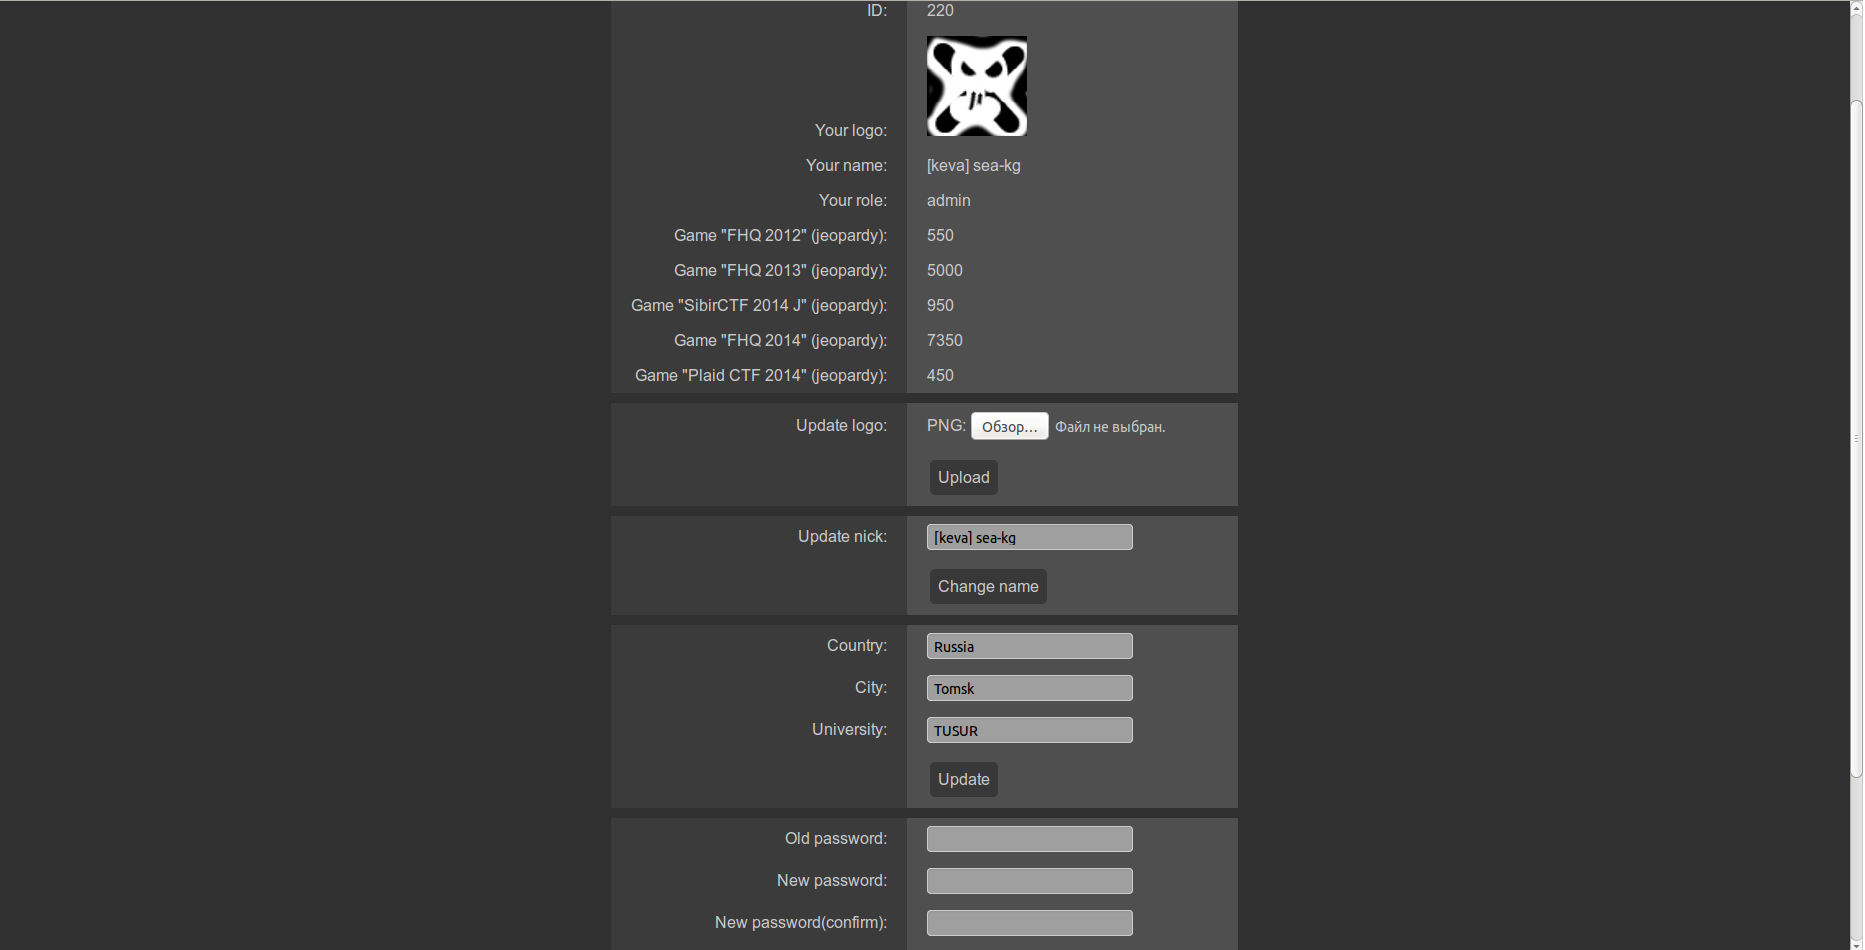 ID: 220
Your logo:
Your name: [keva] sea-kg
Your role: admin
Game "FHQ 2012" (jeopardy): 550
Game "FHQ 2013" (jeopardy): 5000
Game "SibirCTF 2014 J" (jeopardy): 950
Game "FHQ 2014" (jeopardy): 7350
Game "Plaid CTF 2014" (jeopardy): 450
Update logo: PNG: Обзор... Файл не выбран.
Upload
Update nick: [keva] sea-kg
Change name
Country: Russia
City: Tomsk
University: TUSUR
Update
Old password:
New password:
New password(confirm):